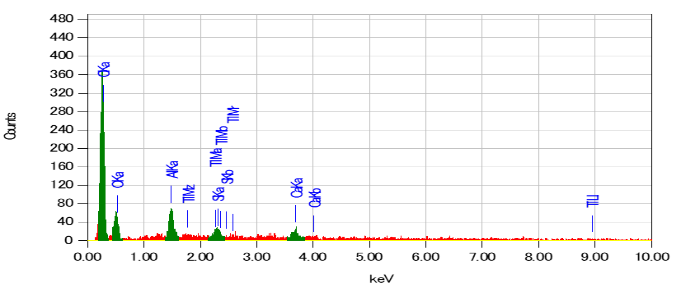 480
440
400
360
320
280
240
200
160
120
80
40
0
Counts
CKa
OKa
AlKa
TlMz
TlMa
SKa
TlMb
SKb
TlMr
CaKa
CaKb
TlLl
0.00 1.00 2.00 3.00 4.00 5.00 6.00 7.00 8.00 9.00 10.00
keV